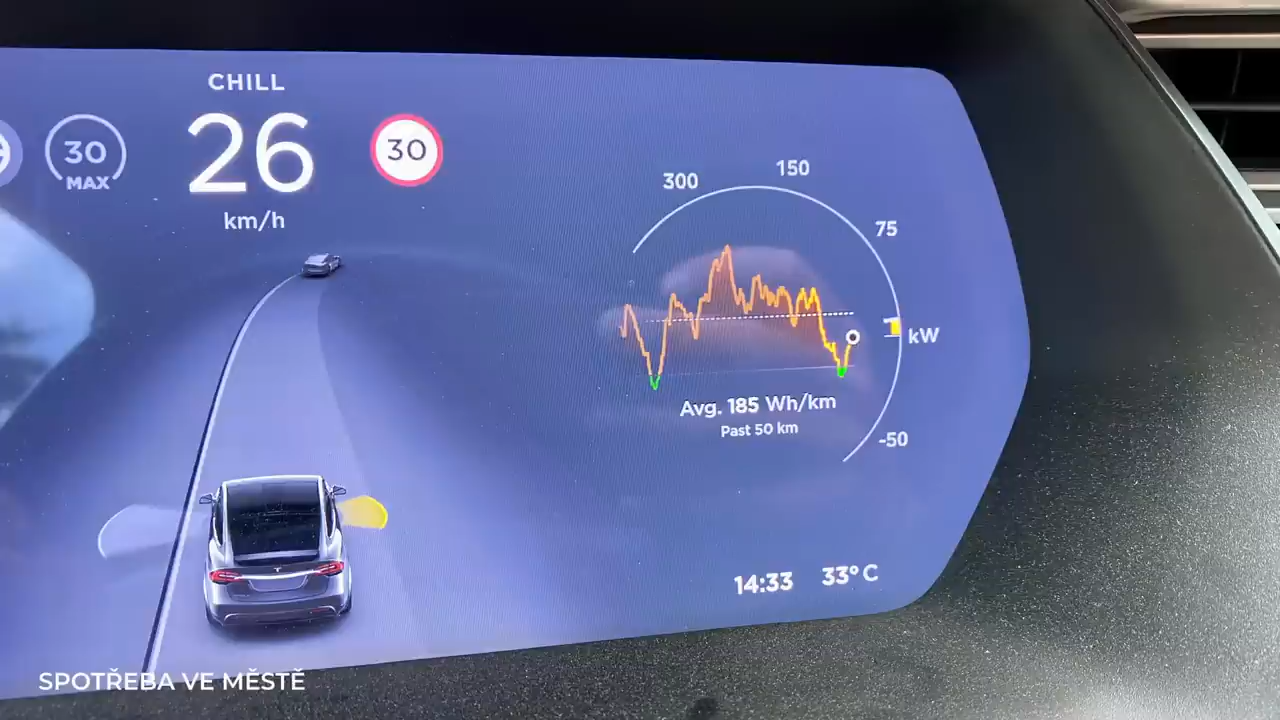 CHILL
30
MAX
26
km/h
30
300
150
75
kW
-50
Avg. 185 Wh/km
Past 50 km
14:33 33°C
SPOTŘEBA VE MĚSTĚ